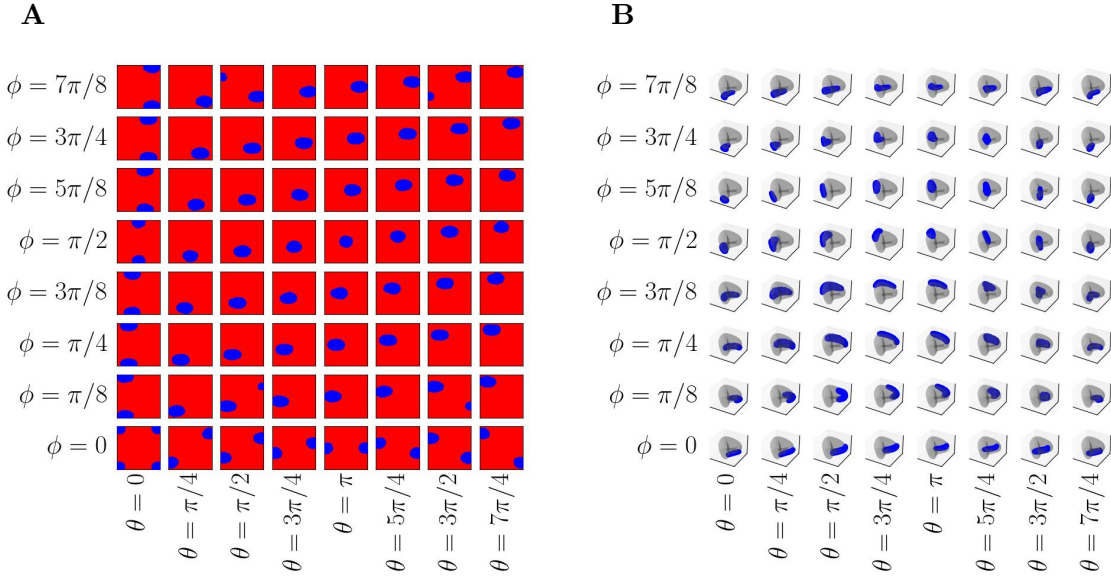 A
B
ϕ = 7π/8
ϕ = 3π/4
ϕ = 5π/8
ϕ = π/2
ϕ = 3π/8
ϕ = π/4
ϕ = π/8
ϕ = 0
θ = 0
θ = π/4
θ = π/2
θ = 3π/4
θ = π
θ = 5π/4
θ = 3π/2
θ = 7π/4
ϕ = 7π/8
ϕ = 3π/4
ϕ = 5π/8
ϕ = π/2
ϕ = 3π/8
ϕ = π/4
ϕ = π/8
ϕ = 0
θ = 0
θ = π/4
θ = π/2
θ = 3π/4
θ = π
θ = 5π/4
θ = 3π/2
θ = 7π/4